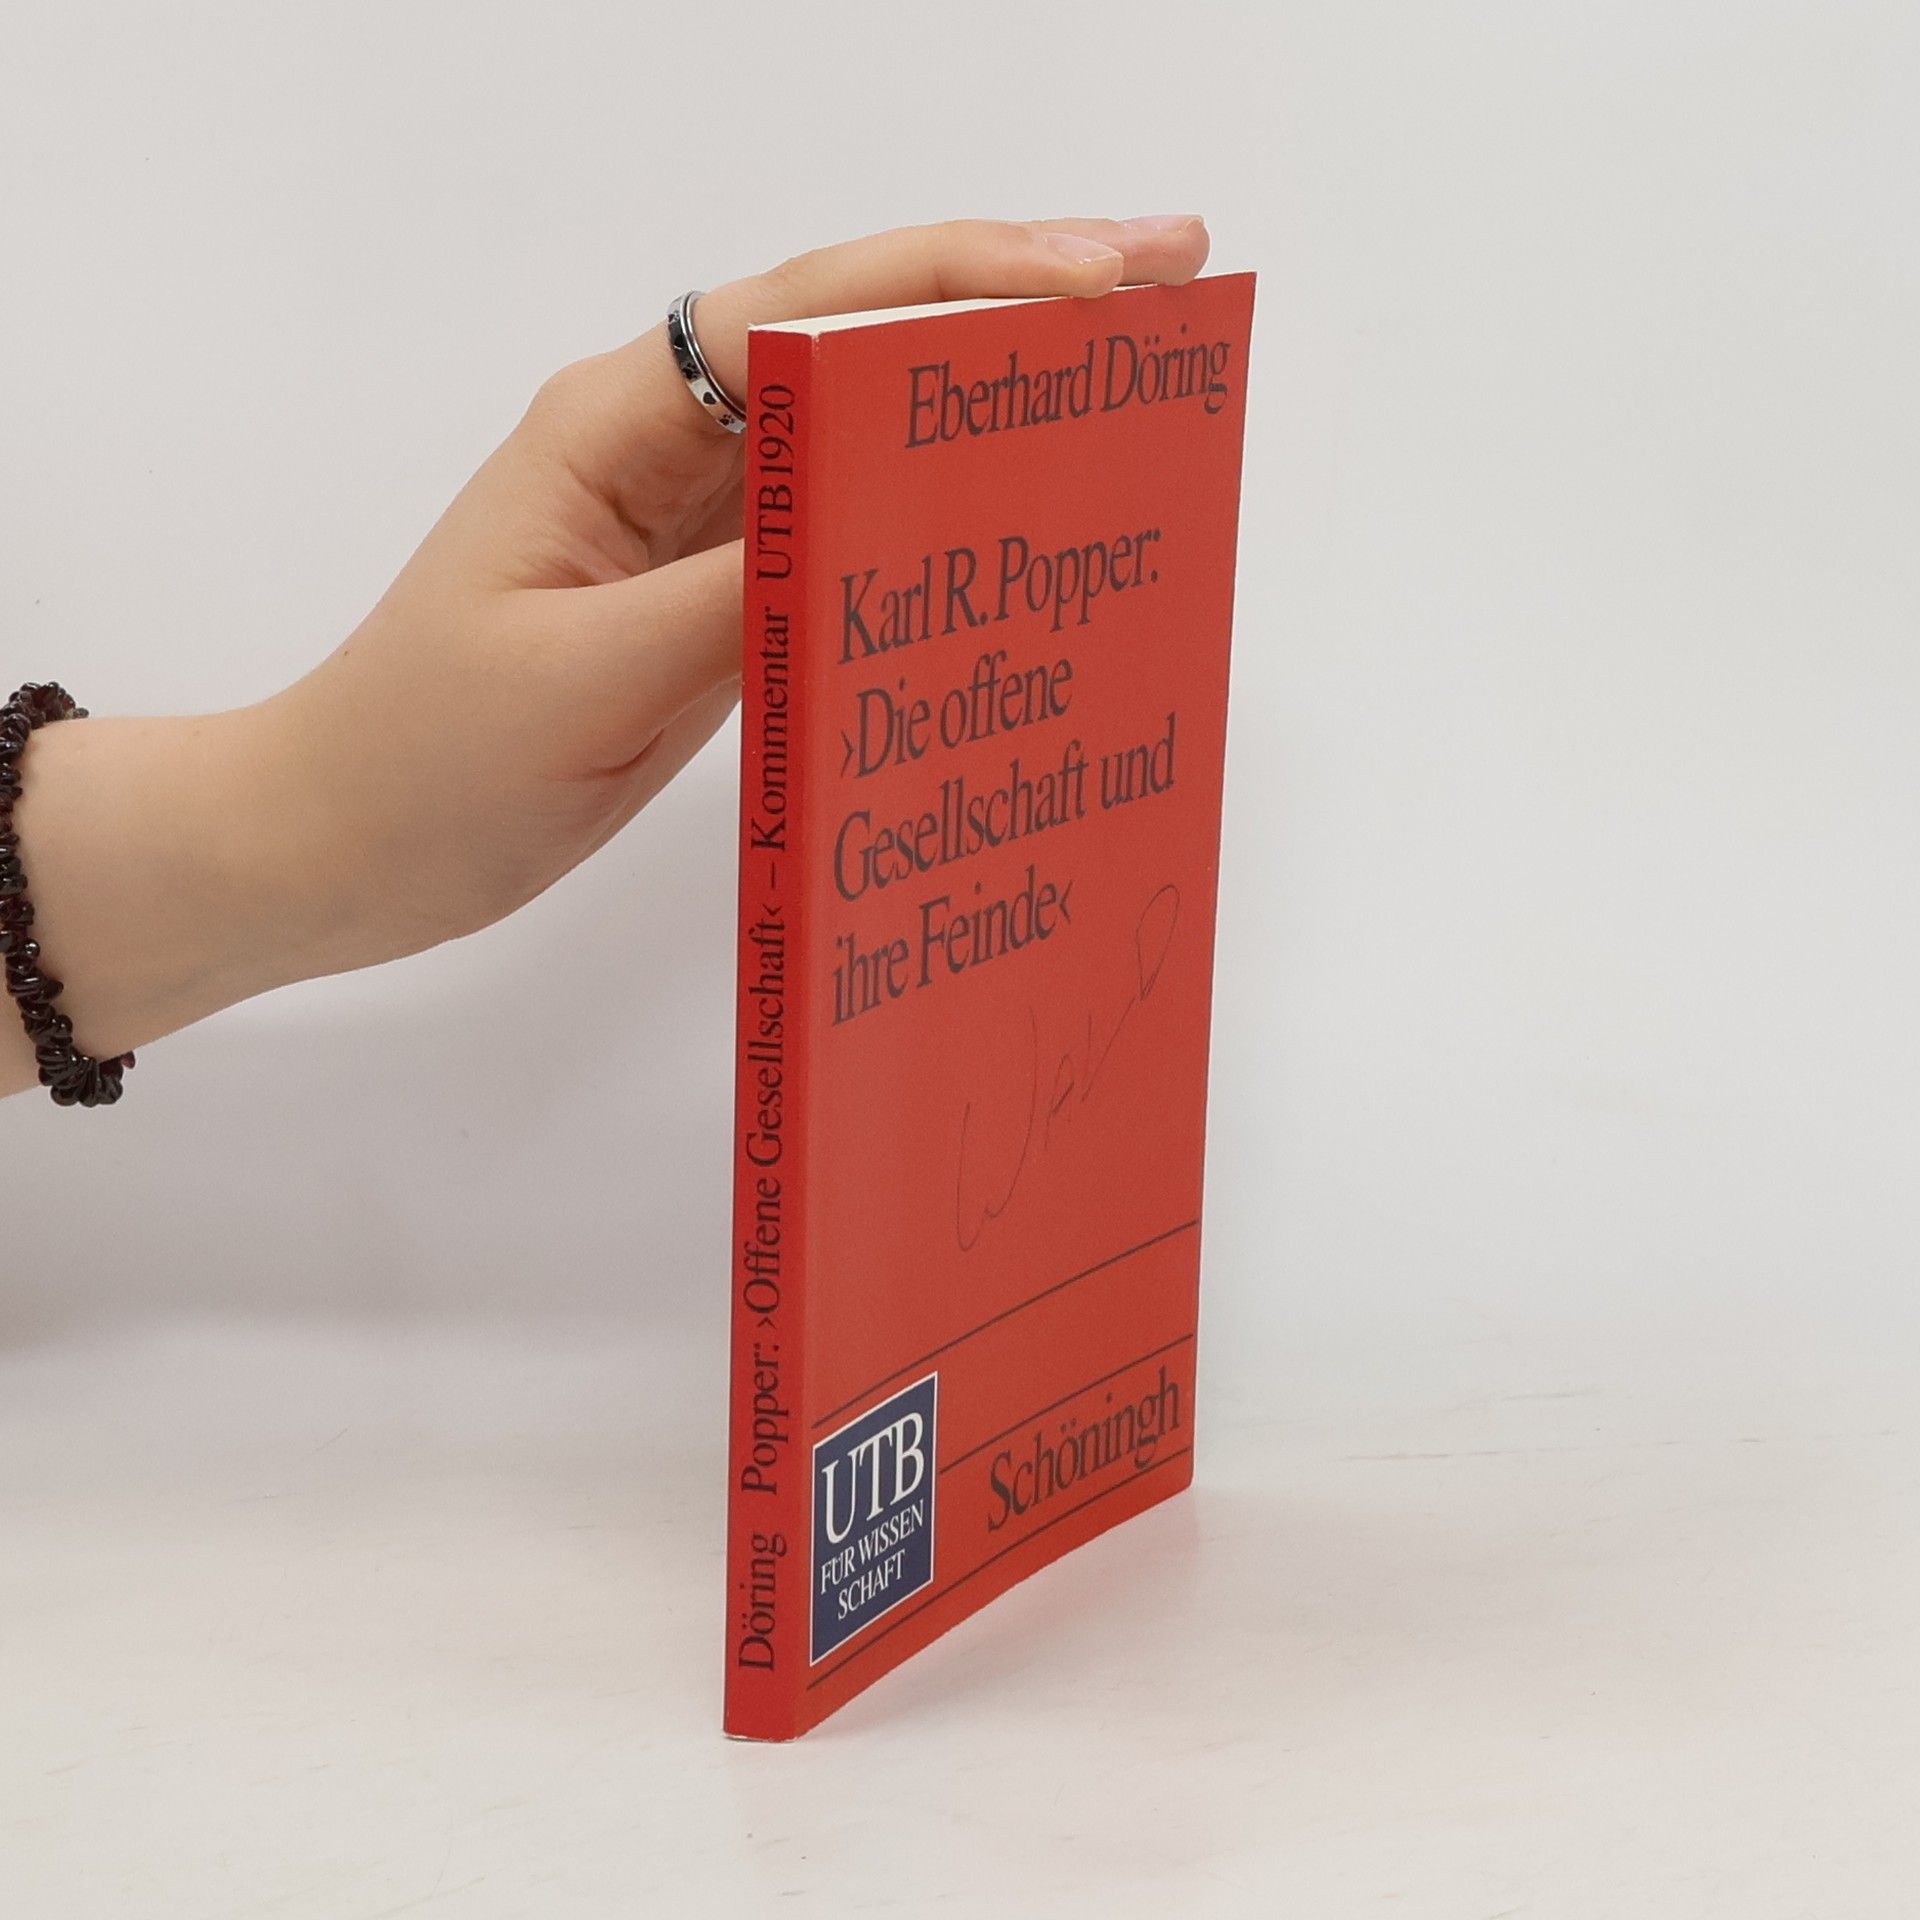 Eberhard Döring
Karl R. Popper:
›Die offene
Gesellschaft und
ihre Feinde‹
WALD
Schöningh
UTB
FÜR WISSEN
SCHAFT
Döring Popper: ›Offene Gesellschaft‹ – Kommentar UTB 1920